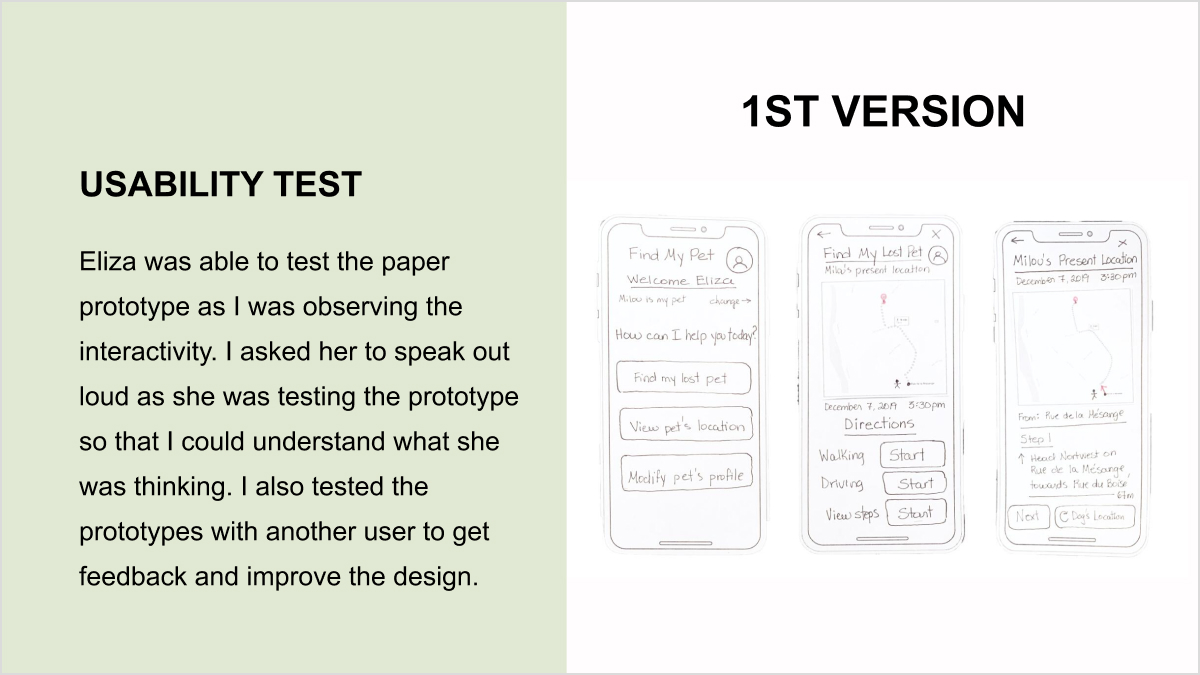 USABILITY TEST
Eliza was able to test the paper
prototype as I was observing the
interactivity. I asked her to speak out
loud as she was testing the prototype
so that I could understand what she
was thinking. I also tested the
prototypes with another user to get
feedback and improve the design.
1ST VERSION
Find My Pet
Welcome Eliza
Milou is my pet change→
How can I help you today?
Find my lost pet
View pet's location
Modify pet's profile
← X
Find My Lost Pet
Milou's present location
December 7, 2019 3:30pm
Directions
Walking Start
Driving Start
View steps Start
← X
Milou's Present Location
December 7, 2019 3:30pm
From: Rue de la Mésange
Step 1
↑ Head Nortwest on
Rue de la Mésange,
towards Rue du Boisé
67m
Next Dog's Location